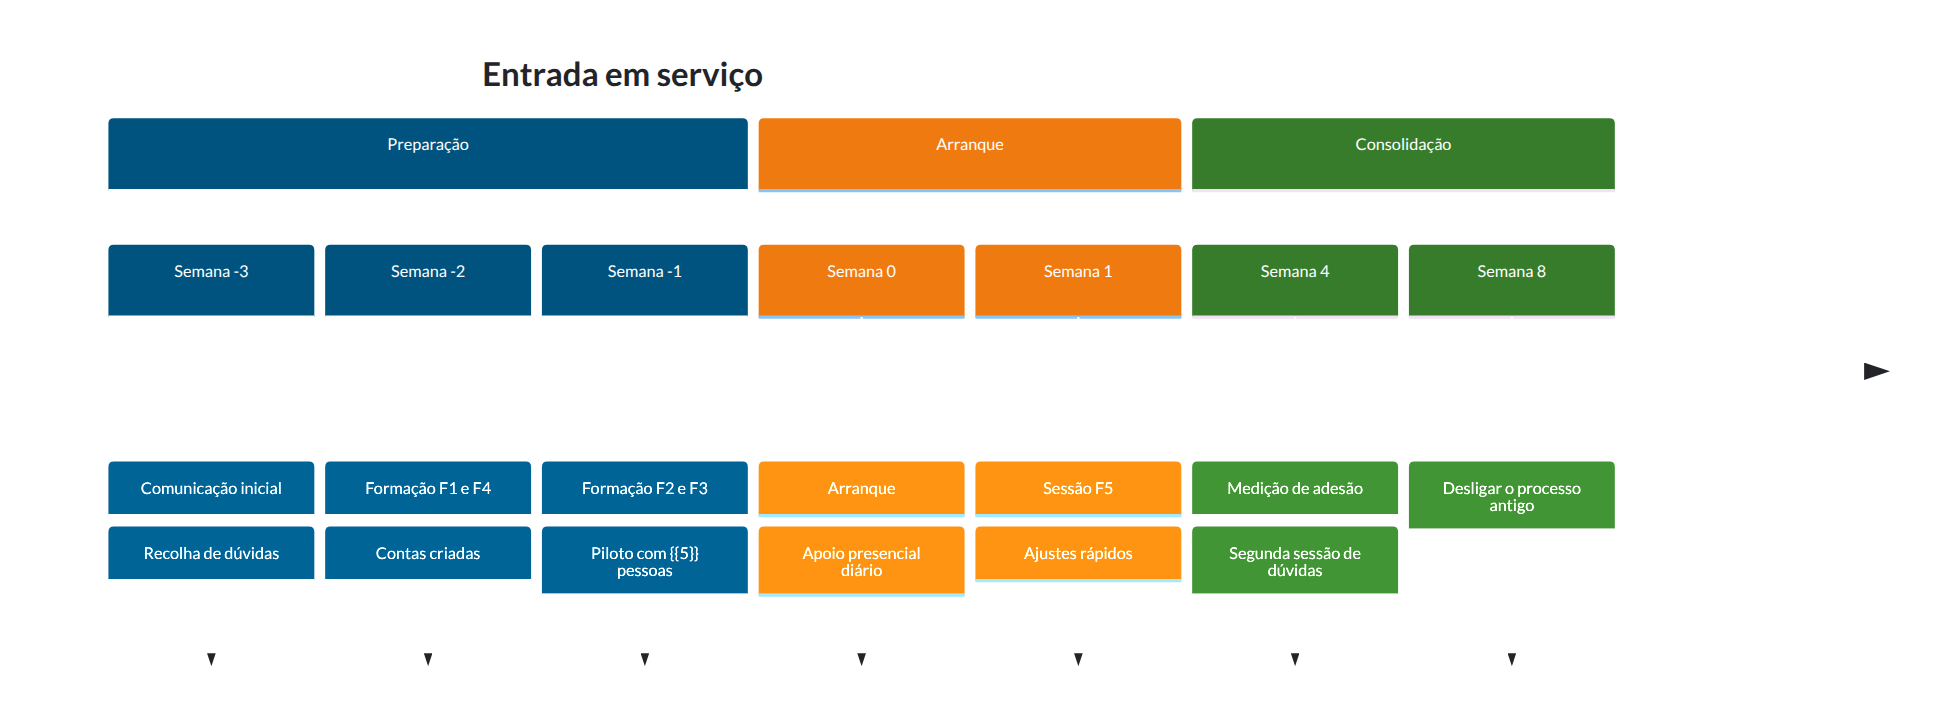 Entrada em serviço
Preparação
Arranque
Consolidação
Semana -3
Semana -2
Semana -1
Semana 0
Semana 1
Semana 4
Semana 8
Comunicação inicial
Formação F1 e F4
Formação F2 e F3
Arranque
Sessão F5
Medição de adesão
Desligar o processo
antigo
Recolha de dúvidas
Contas criadas
Piloto com {{5}}
pessoas
Apoio presencial
diário
Ajustes rápidos
Segunda sessão de
dúvidas